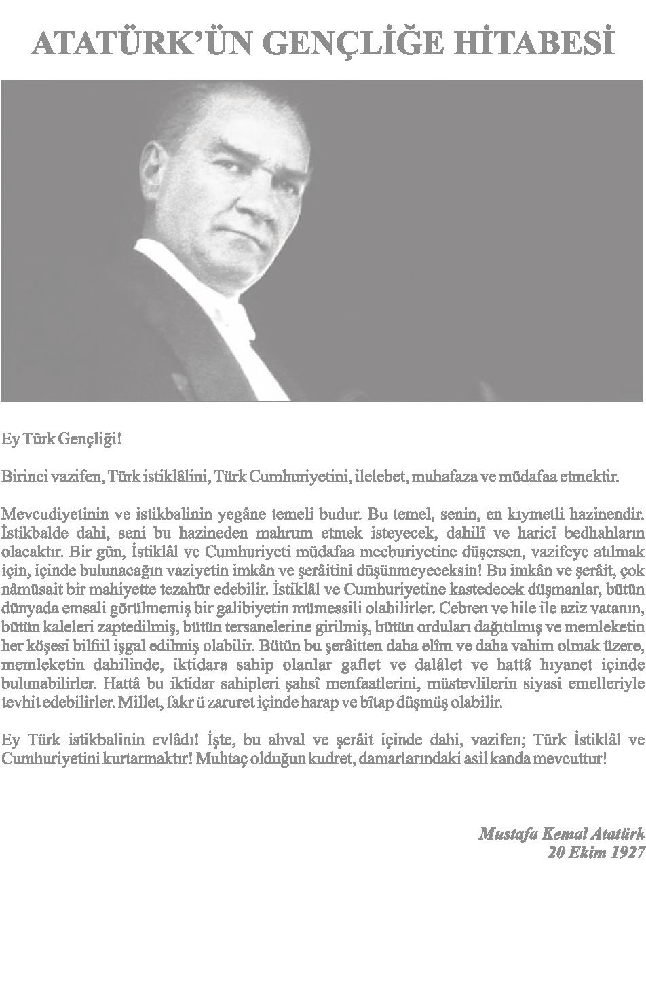 ATATÜRK’ÜN GENÇLİĞE HİTABESİ
Ey Türk Gençliği!
Birinci vazifen, Türk istiklâlini, Türk Cumhuriyetini, ilelebet, muhafaza ve müdafaa etmektir.
Mevcudiyetinin ve istikbalinin yegâne temeli budur. Bu temel, senin, en kıymetli hazinendir.
İstikbalde dahi, seni bu hazineden mahrum etmek isteyecek, dahilî ve haricî bedhahların
olacaktır. Bir gün, İstiklâl ve Cumhuriyeti müdafaa mecburiyetine düşersen, vazifeye atılmak
için, içinde bulunacağın vaziyetin imkân ve şerâitini düşünmeyeceksin! Bu imkân ve şerâit, çok
nâmüsait bir mahiyette tezahür edebilir. İstiklâl ve Cumhuriyetine kastedecek düşmanlar, bütün
dünyada emsali görülmemiş bir galibiyetin mümessili olabilirler. Cebren ve hile ile aziz vatanın,
bütün kaleleri zaptedilmiş, bütün tersanelerine girilmiş, bütün orduları dağıtılmış ve memleketin
her köşesi bilfiil işgal edilmiş olabilir. Bütün bu şerâitten daha elîm ve daha vahim olmak üzere,
memleketin dahilinde, iktidara sahip olanlar gaflet ve dalâlet ve hattâ hıyanet içinde
bulunabilirler. Hattâ bu iktidar sahipleri şahsî menfaatlerini, müstevlilerin siyasi emelleriyle
tevhit edebilirler. Millet, fakr ü zaruret içinde harap ve bîtap düşmüş olabilir.
Ey Türk istikbalinin evlâdı! İşte, bu ahval ve şerâit içinde dahi, vazifen; Türk İstiklâl ve
Cumhuriyetini kurtarmaktır! Muhtaç olduğun kudret, damarlarındaki asil kanda mevcuttur!
Mustafa Kemal Atatürk
20 Ekim 1927